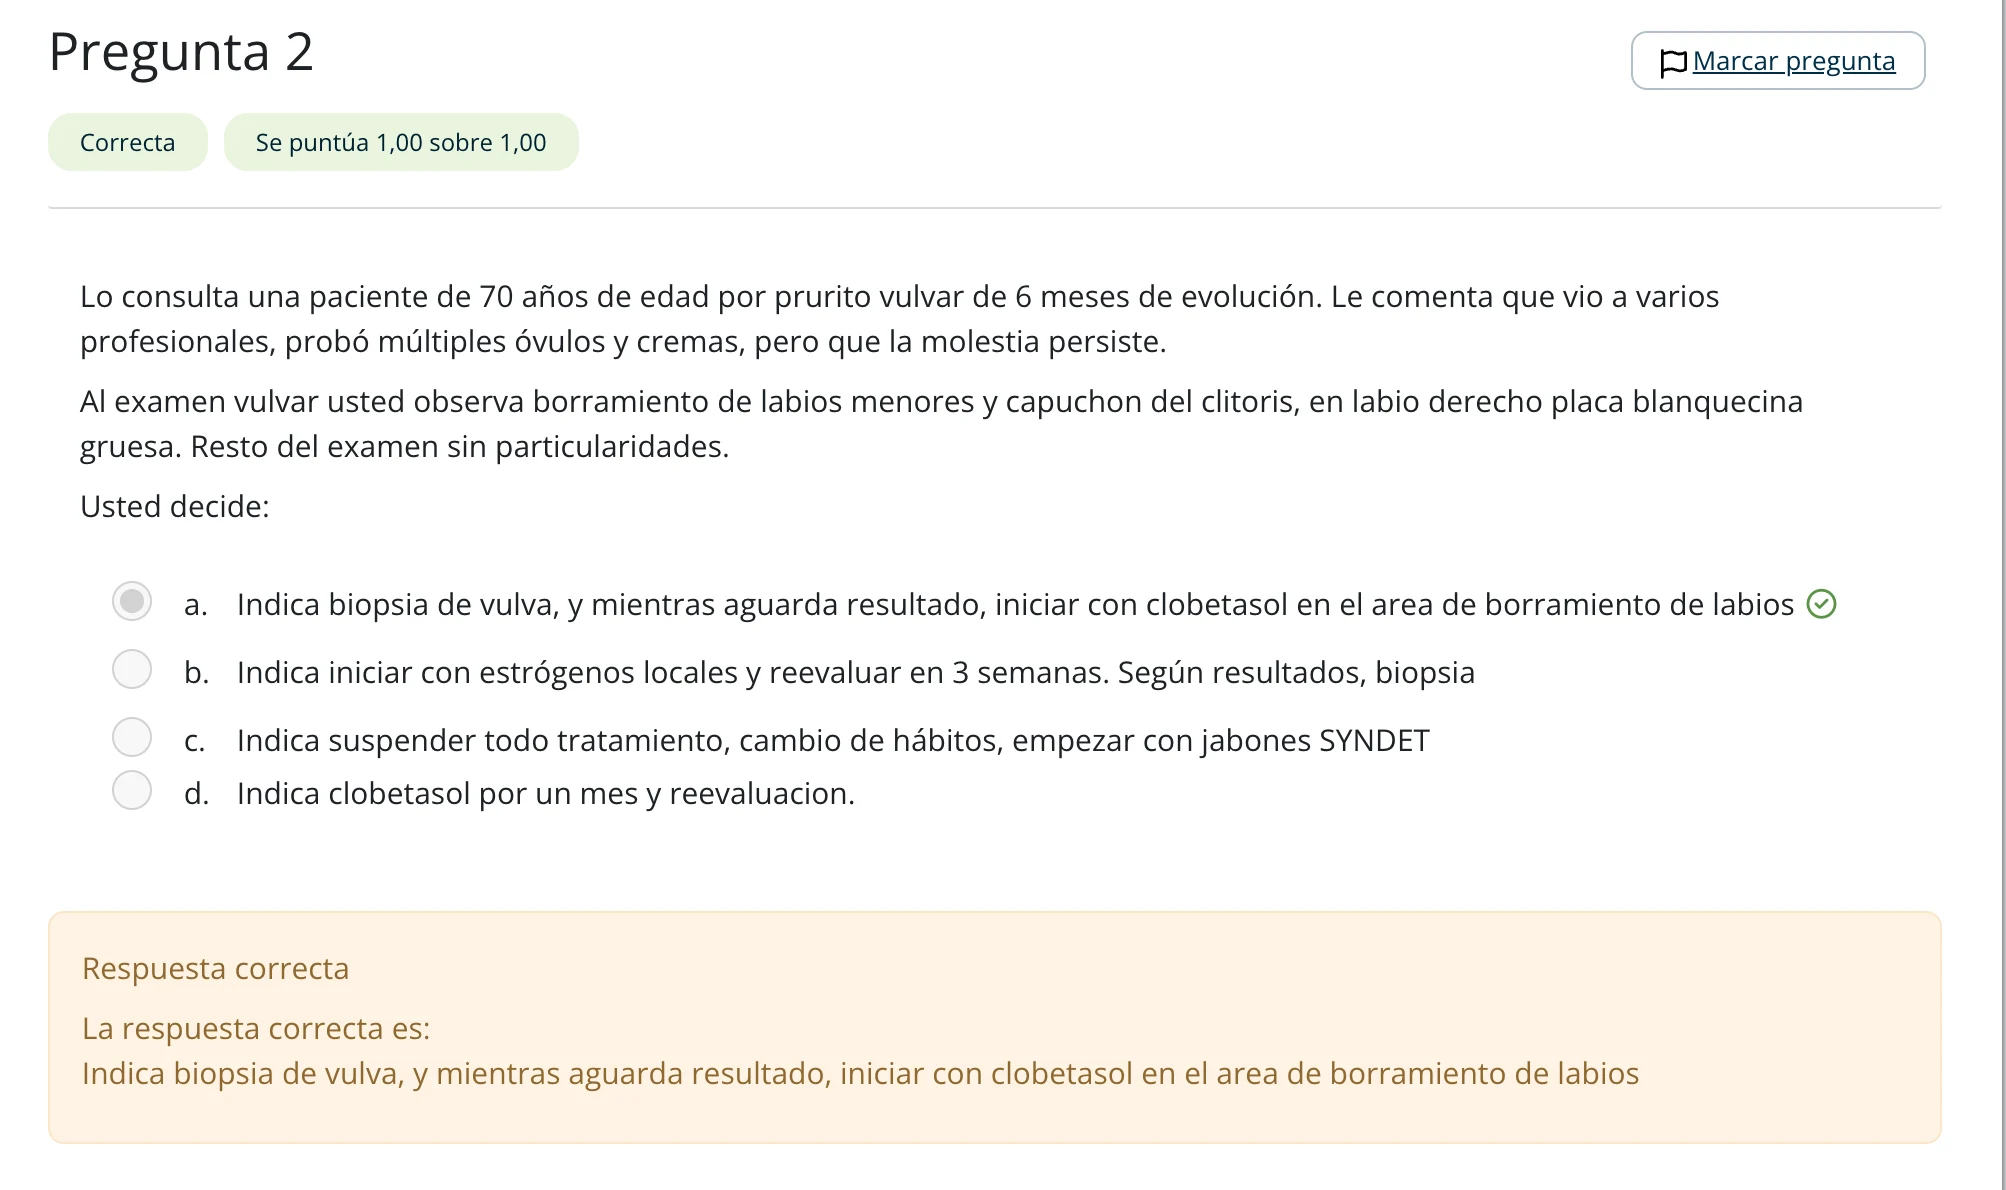 Pregunta 2
Marcar pregunta
Correcta
Se puntúa 1,00 sobre 1,00
Lo consulta una paciente de 70 años de edad por prurito vulvar de 6 meses de evolución. Le comenta que vio a varios
profesionales, probó múltiples óvulos y cremas, pero que la molestia persiste.
Al examen vulvar usted observa borramiento de labios menores y capuchon del clitoris, en labio derecho placa blanquecina
gruesa. Resto del examen sin particularidades.
Usted decide:
a. Indica biopsia de vulva, y mientras aguarda resultado, iniciar con clobetasol en el area de borramiento de labios
b. Indica iniciar con estrógenos locales y reevaluar en 3 semanas. Según resultados, biopsia
c. Indica suspender todo tratamiento, cambio de hábitos, empezar con jabones SYNDET
d. Indica clobetasol por un mes y reevaluacion.
Respuesta correcta
La respuesta correcta es:
Indica biopsia de vulva, y mientras aguarda resultado, iniciar con clobetasol en el area de borramiento de labios